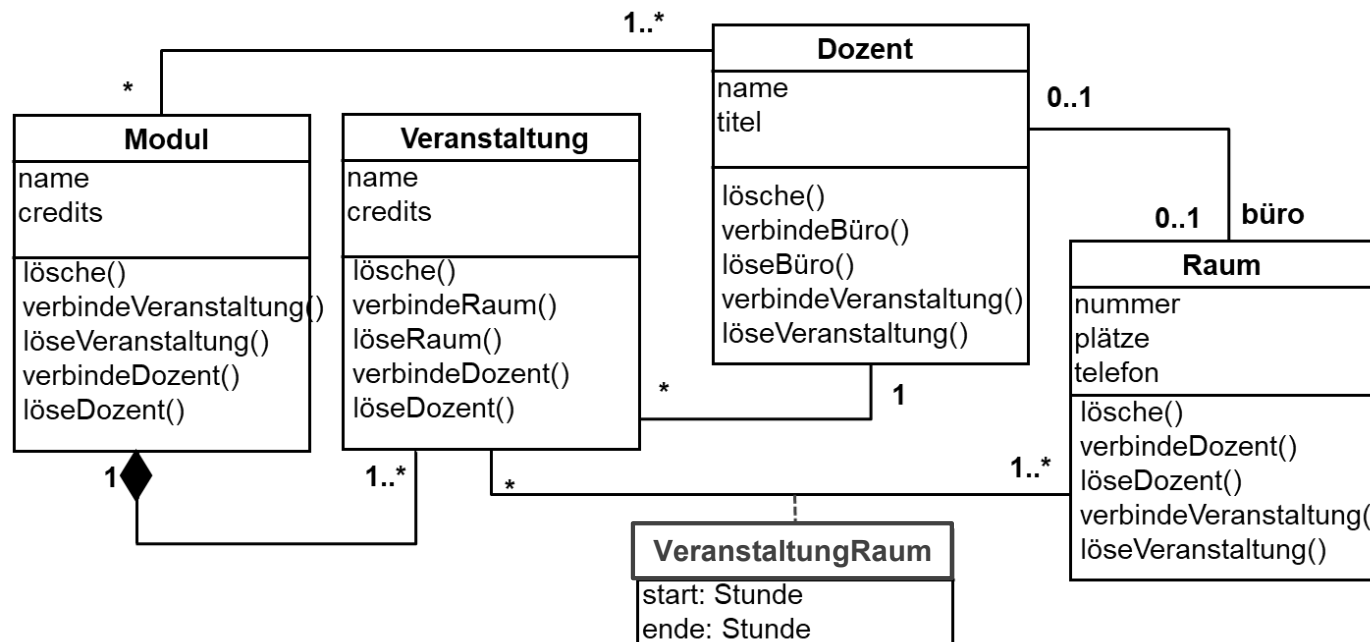 1..*
Dozent
name
titel
lösche()
verbindeBüro()
löseBüro()
verbindeVeranstaltung()
löseVeranstaltung()
*
Modul
name
credits
lösche()
verbindeVeranstaltung()
löseVeranstaltung()
verbindeDozent()
löseDozent()
Veranstaltung
name
credits
lösche()
verbindeRaum()
löseRaum()
verbindeDozent()
löseDozent()
0..1
0..1
büro
Raum
nummer
plätze
telefon
lösche()
verbindeDozent()
löseDozent()
verbindeVeranstaltung(
löseVeranstaltung()
*
1
1
1..*
*
1..*
VeranstaltungRaum
start: Stunde
ende: Stunde